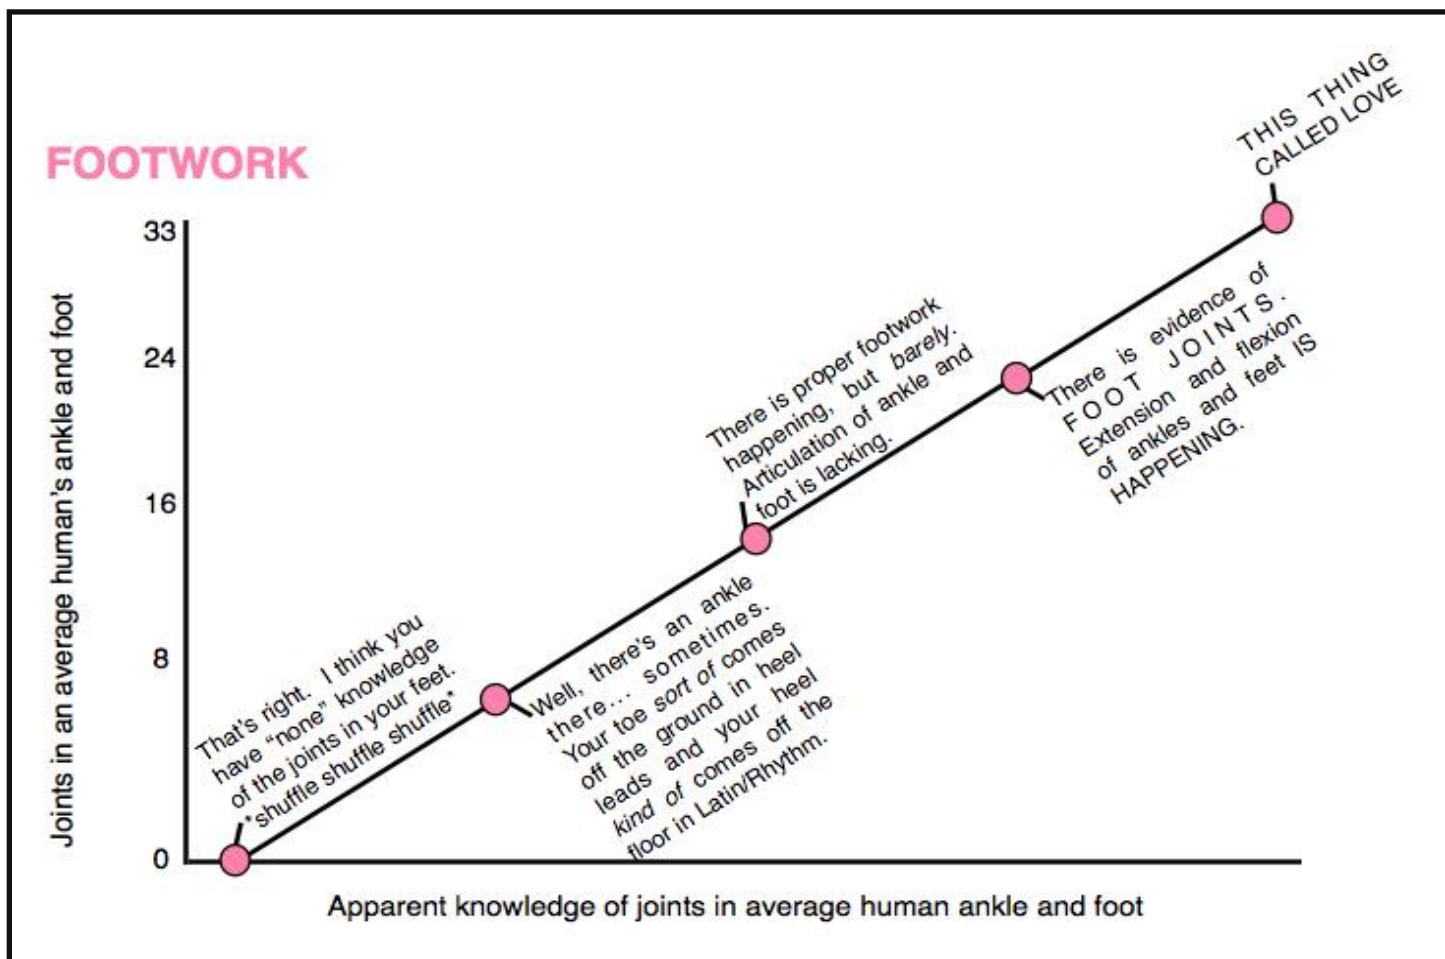 FOOTWORK
THIS THING
CALLED LOVE
33
24
16
8
0
Joints in an average human's ankle and foot
That's right. I think you
have “none” knowledge
of the joints in your feet.
*shuffle shuffle shuffle*
Well, there's an ankle
there... sometimes.
Your toe sort of comes
off the ground in heel
leads and your heel
kind of comes off the
floor in Latin/Rhythm.
There is proper footwork
happening, but barely.
Articulation of ankle and
foot is lacking.
There is evidence of
FOOT JOINTS.
Extension and flexion
of ankles and feet IS
HAPPENING.
Apparent knowledge of joints in average human ankle and foot